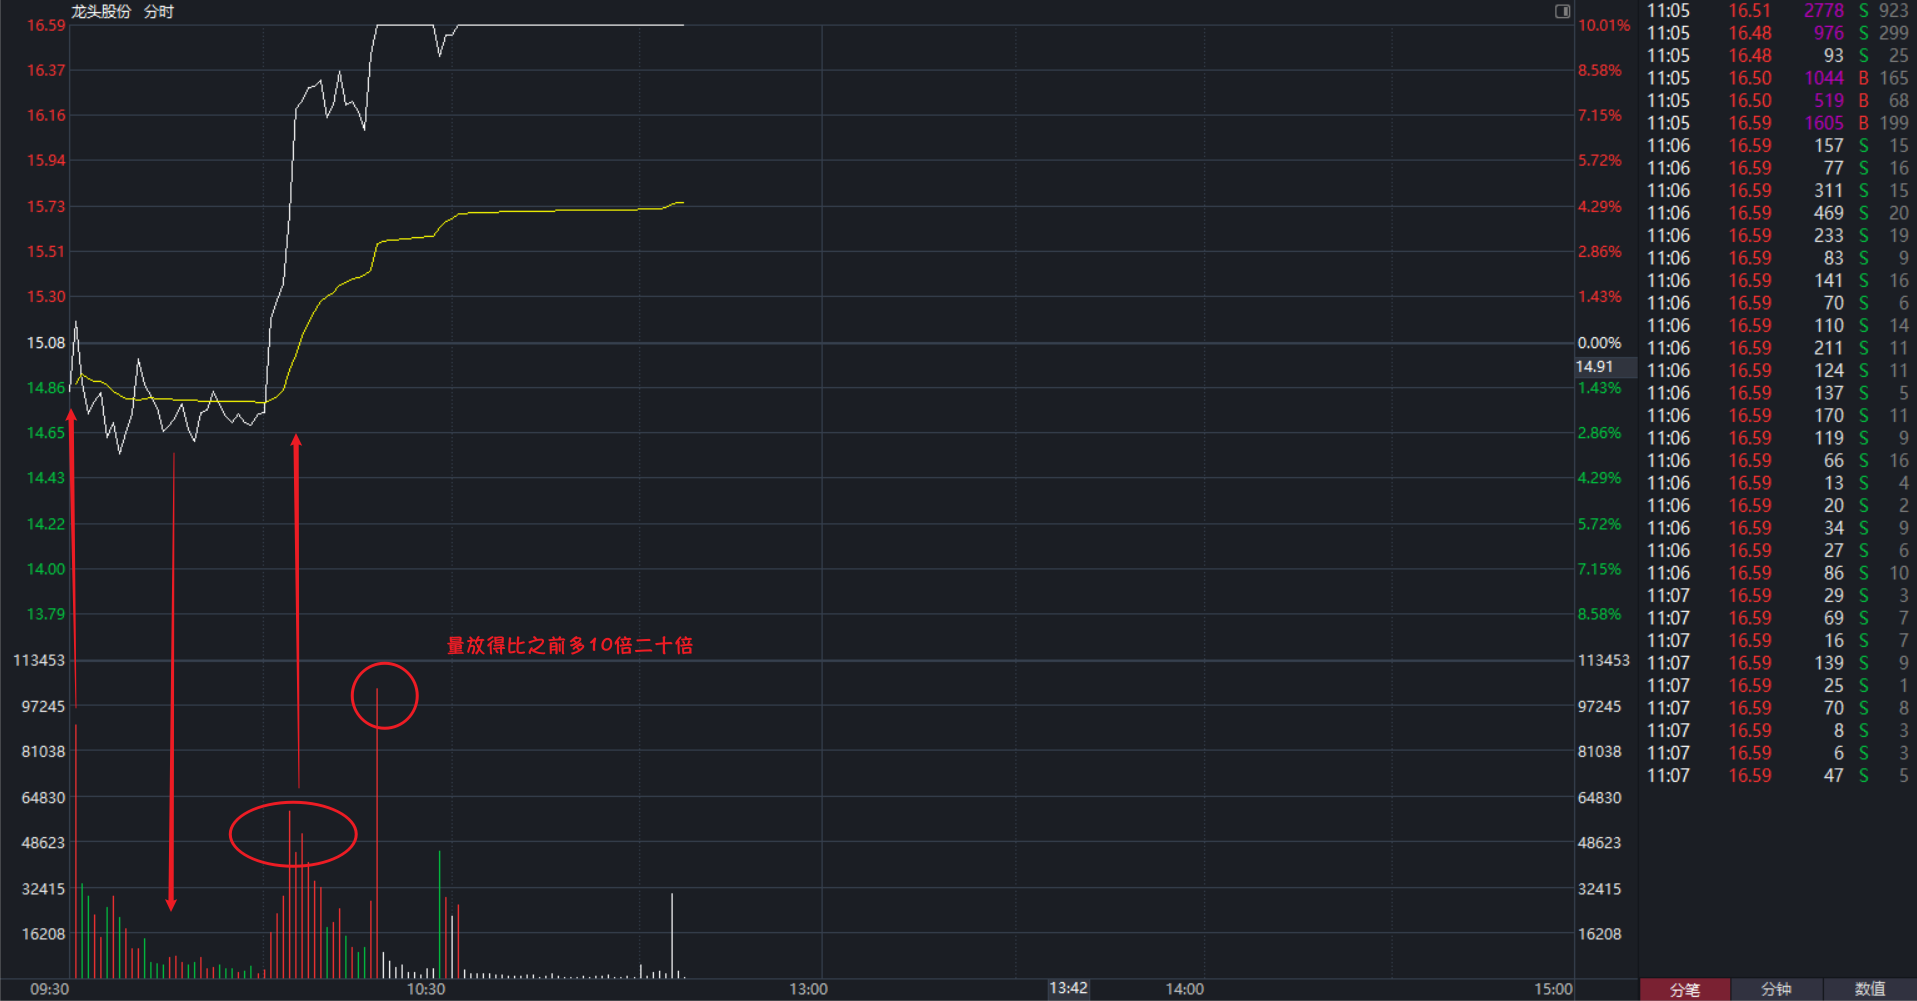 龙头股份 分时
16.59
16.37
16.16
15.94
15.73
15.51
15.30
15.08
14.86
14.65
14.43
14.22
14.00
13.79
113453
97245
81038
64830
48623
32415
16208
量放得比之前多10倍二十倍
10.01%
8.58%
7.15%
5.72%
4.29%
2.86%
1.43%
0.00%
14.91
1.43%
2.86%
4.29%
5.72%
7.15%
8.58%
113453
97245
81038
64830
48623
32415
16208
09:30 10:30 13:00 13:42 14:00 15:00
11:05 16.51 2778 S 923
11:05 16.48 976 S 299
11:05 16.48 93 S 25
11:05 16.50 1044 B 165
11:05 16.50 519 B 68
11:05 16.59 1605 B 199
11:06 16.59 157 S 15
11:06 16.59 77 S 16
11:06 16.59 311 S 15
11:06 16.59 469 S 20
11:06 16.59 233 S 19
11:06 16.59 83 S 9
11:06 16.59 141 S 16
11:06 16.59 70 S 6
11:06 16.59 110 S 14
11:06 16.59 211 S 11
11:06 16.59 124 S 11
11:06 16.59 137 S 5
11:06 16.59 170 S 11
11:06 16.59 119 S 9
11:06 16.59 66 S 16
11:06 16.59 13 S 4
11:06 16.59 20 S 2
11:06 16.59 34 S 9
11:06 16.59 27 S 6
11:06 16.59 86 S 10
11:07 16.59 29 S 3
11:07 16.59 69 S 7
11:07 16.59 16 S 7
11:07 16.59 139 S 9
11:07 16.59 25 S 1
11:07 16.59 70 S 8
11:07 16.59 8 S 3
11:07 16.59 6 S 3
11:07 16.59 47 S 5
分笔 分钟 数值